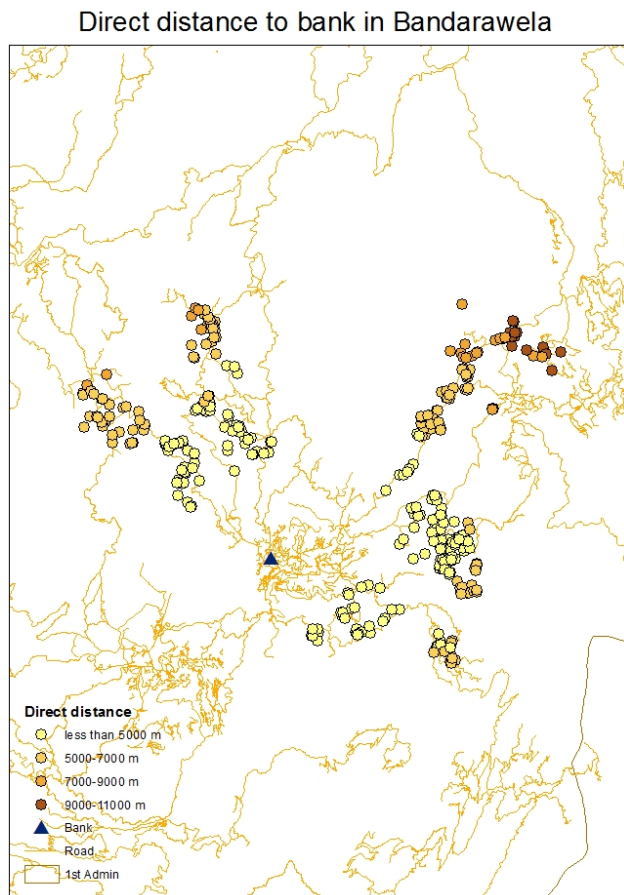 Direct distance to bank in Bandarawela
Direct distance
less than 5000 m
5000-7000 m
7000-9000 m
9000-11000 m
Bank
Road
1st Admin